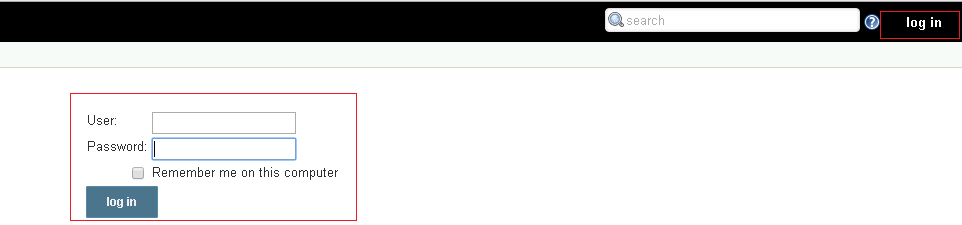 search ? log in
User:
Password:
Remember me on this computer
log in